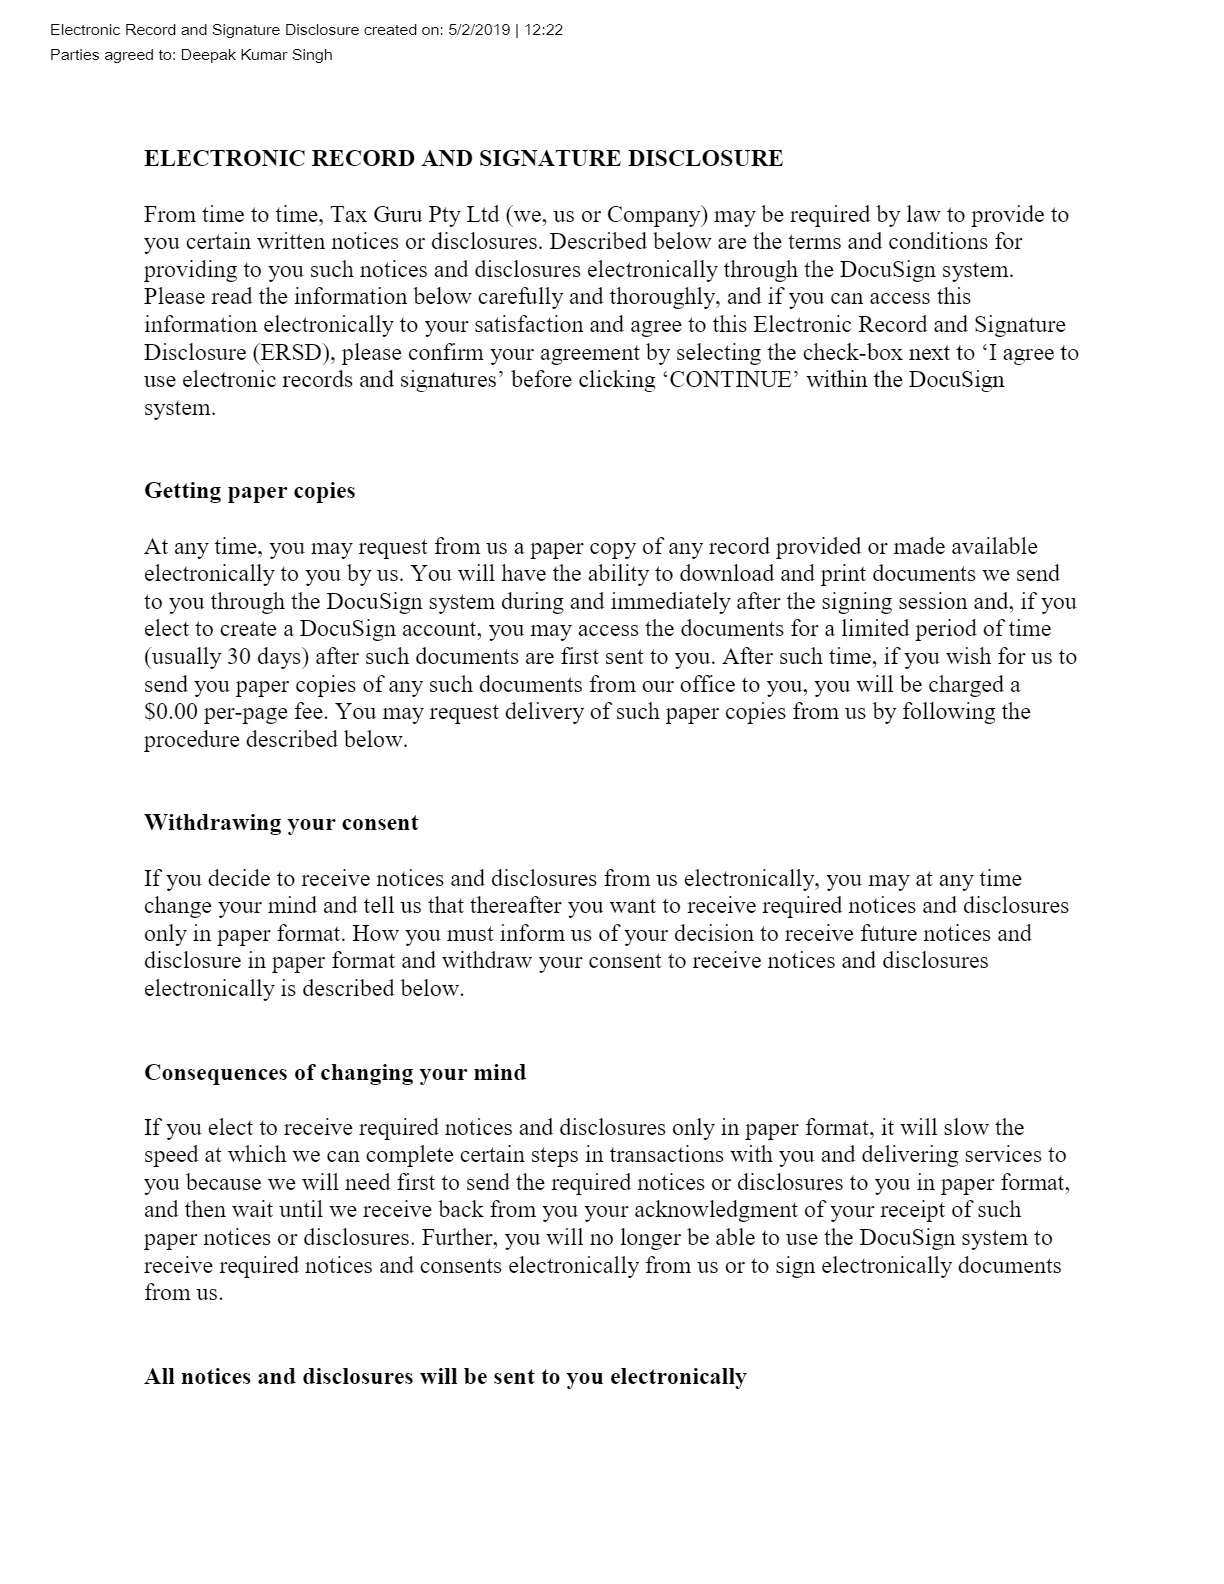 Electronic Record and Signature Disclosure created on: 5/2/2019 | 12:22
Parties agreed to: Deepak Kumar Singh
ELECTRONIC RECORD AND SIGNATURE DISCLOSURE
From time to time, Tax Guru Pty Ltd (we, us or Company) may be required by law to provide to
you certain written notices or disclosures. Described below are the terms and conditions for
providing to you such notices and disclosures electronically through the DocuSign system.
Please read the information below carefully and thoroughly, and if you can access this
information electronically to your satisfaction and agree to this Electronic Record and Signature
Disclosure (ERSD), please confirm your agreement by selecting the check-box next to ‘I agree to
use electronic records and signatures’ before clicking ‘CONTINUE’ within the DocuSign
system.
Getting paper copies
At any time, you may request from us a paper copy of any record provided or made available
electronically to you by us. You will have the ability to download and print documents we send
to you through the DocuSign system during and immediately after the signing session and, if you
elect to create a DocuSign account, you may access the documents for a limited period of time
(usually 30 days) after such documents are first sent to you. After such time, if you wish for us to
send you paper copies of any such documents from our office to you, you will be charged a
$0.00 per-page fee. You may request delivery of such paper copies from us by following the
procedure described below.
Withdrawing your consent
If you decide to receive notices and disclosures from us electronically, you may at any time
change your mind and tell us that thereafter you want to receive required notices and disclosures
only in paper format. How you must inform us of your decision to receive future notices and
disclosure in paper format and withdraw your consent to receive notices and disclosures
electronically is described below.
Consequences of changing your mind
If you elect to receive required notices and disclosures only in paper format, it will slow the
speed at which we can complete certain steps in transactions with you and delivering services to
you because we will need first to send the required notices or disclosures to you in paper format,
and then wait until we receive back from you your acknowledgment of your receipt of such
paper notices or disclosures. Further, you will no longer be able to use the DocuSign system to
receive required notices and consents electronically from us or to sign electronically documents
from us.
All notices and disclosures will be sent to you electronically